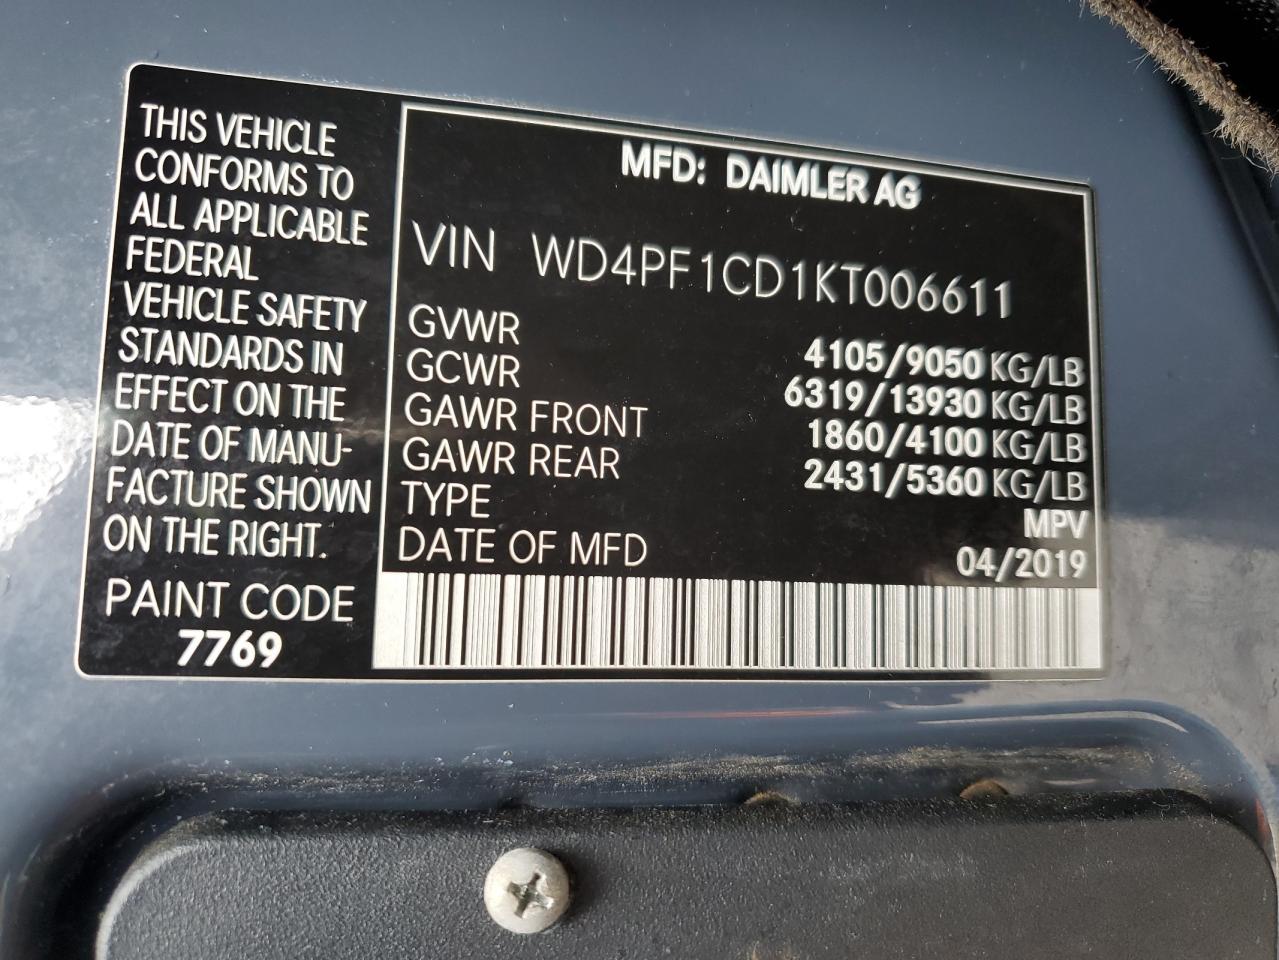 THIS VEHICLE
CONFORMS TO
ALL APPLICABLE
FEDERAL
VEHICLE SAFETY
STANDARDS IN
EFFECT ON THE
DATE OF MANU-
FACTURE SHOWN
ON THE RIGHT.
PAINT CODE
7769
MFD: DAIMLER AG
VIN WD4PF1CD1KT006611
GVWR 4105/9050 KG/LB
GCWR 6319/13930 KG/LB
GAWR FRONT 1860/4100 KG/LB
GAWR REAR 2431/5360 KG/LB
TYPE MPV
DATE OF MFD 04/2019